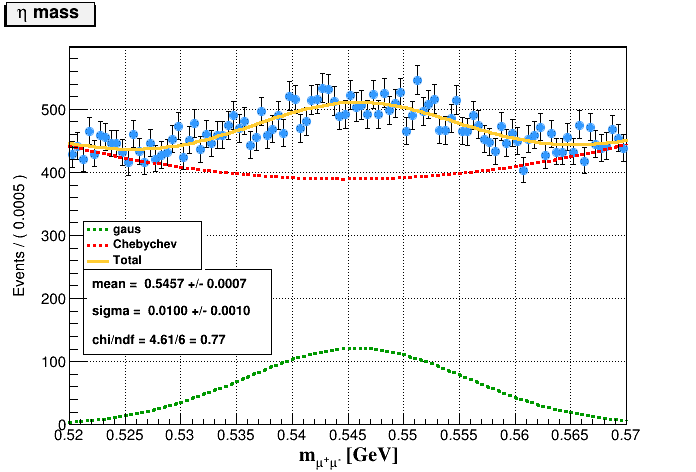 η mass
Events / ( 0.0005 )
500
400
300
200
100
0
gaus
Chebychev
Total
mean = 0.5457 +/- 0.0007
sigma = 0.0100 +/- 0.0010
chi/ndf = 4.61/6 = 0.77
0.52 0.525 0.53 0.535 0.54 0.545 0.55 0.555 0.56 0.565 0.57
m_{μ⁺μ⁻} [GeV]